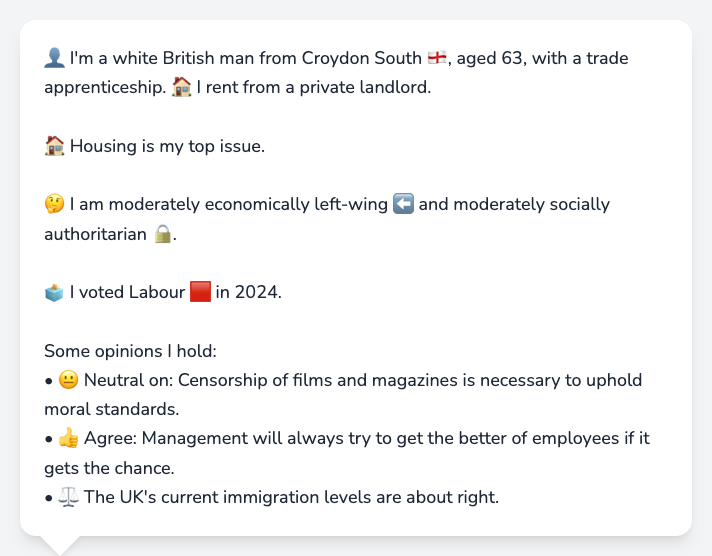 👤 I'm a white British man from Croydon South 🏴󠁧󠁢󠁥󠁮󠁧󠁿, aged 63, with a trade
apprenticeship. 🏠 I rent from a private landlord.
🏠 Housing is my top issue.
🤔 I am moderately economically left-wing ⬅️ and moderately socially
authoritarian 🔒.
🗳️ I voted Labour 🟥 in 2024.
Some opinions I hold:
• 😐 Neutral on: Censorship of films and magazines is necessary to uphold
moral standards.
• 👍 Agree: Management will always try to get the better of employees if it
gets the chance.
• ⚖️ The UK's current immigration levels are about right.